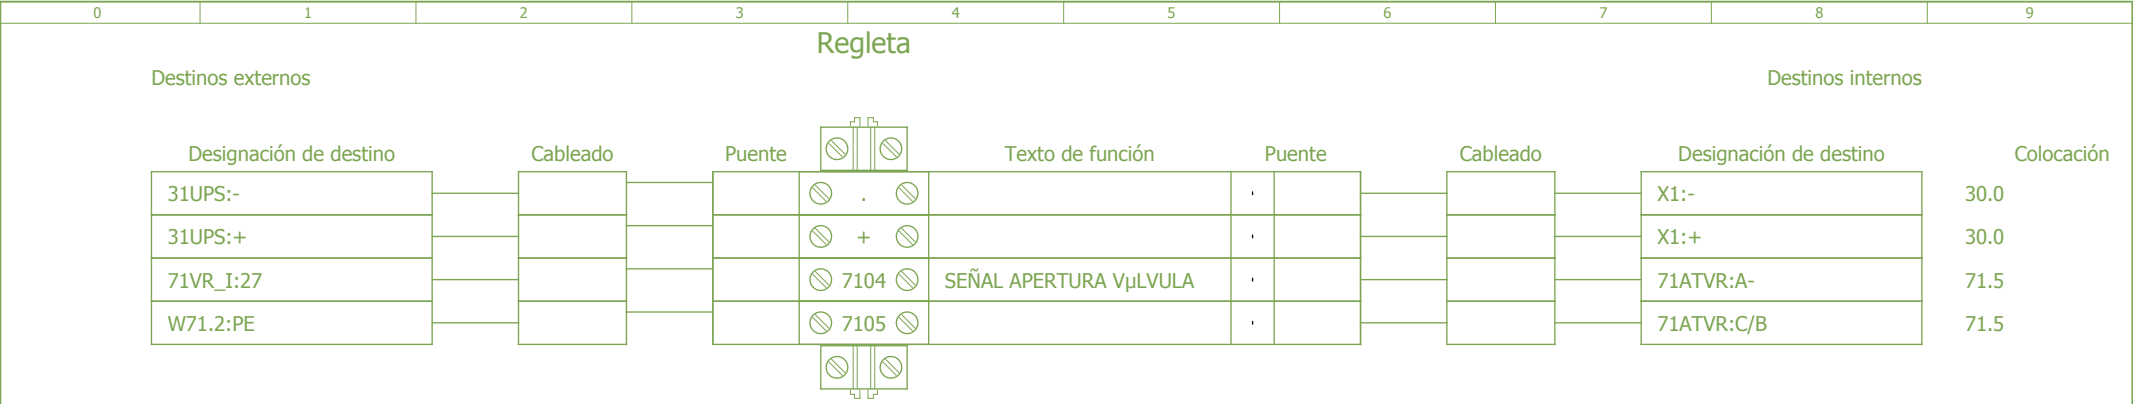 0 1 2 3 4 5 6 7 8 9
Regleta
Destinos externos Destinos internos
Designación de destino Cableado Puente Texto de función Puente Cableado Designación de destino Colocación
31UPS:- . X1:- 30.0
31UPS:+ + X1:+ 30.0
71VR_I:27 7104 SEÑAL APERTURA VµLVULA 71ATVR:A- 71.5
W71.2:PE 7105 71ATVR:C/B 71.5